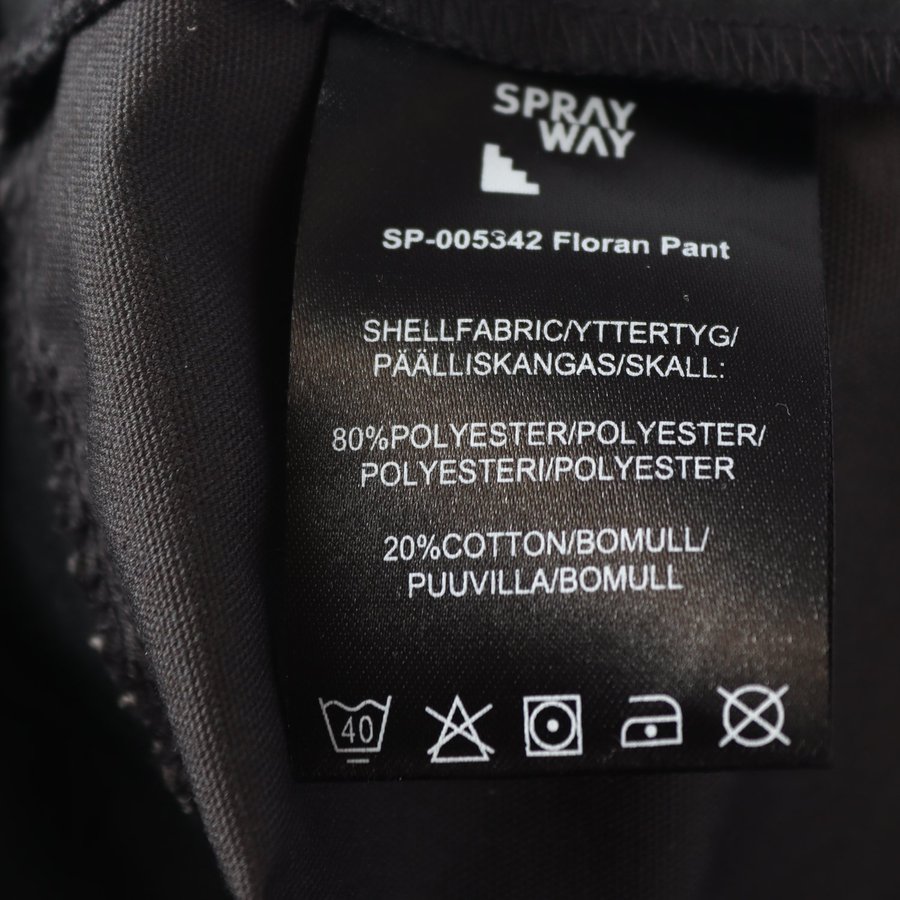 SPRAY
WAY
SP-005342 Floran Pant
SHELLFABRIC/YTTERTYG/
PÄÄLLISKANGAS/SKALL:
80%POLYESTER/POLYESTER/
POLYESTERI/POLYESTER
20%COTTON/BOMULL/
PUUVILLA/BOMULL
40